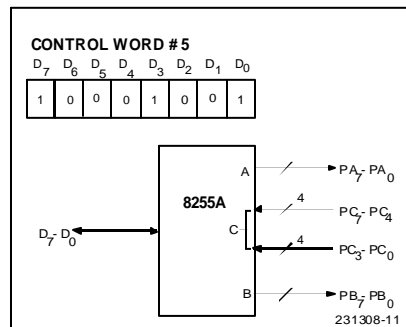 CONTROL WORD # 5
D7 D6 D5 D4 D3 D2 D1 D0
1 0 0 0 1 0 0 1
A
PA7-PA0
8255A
4
PC7-PC4
D7-D0
C
4
PC3-PC0
B
PB7-PB0
231308-11